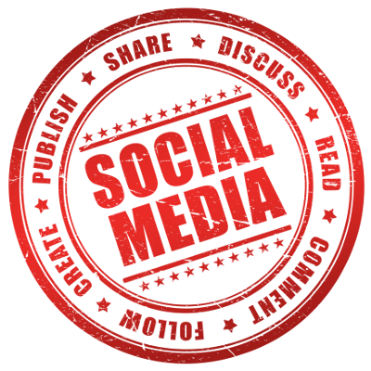 SOCIAL
MEDIA
PUBLISH
SHARE
DISCUSS
READ
COMMENT
FOLLOW
CREATE